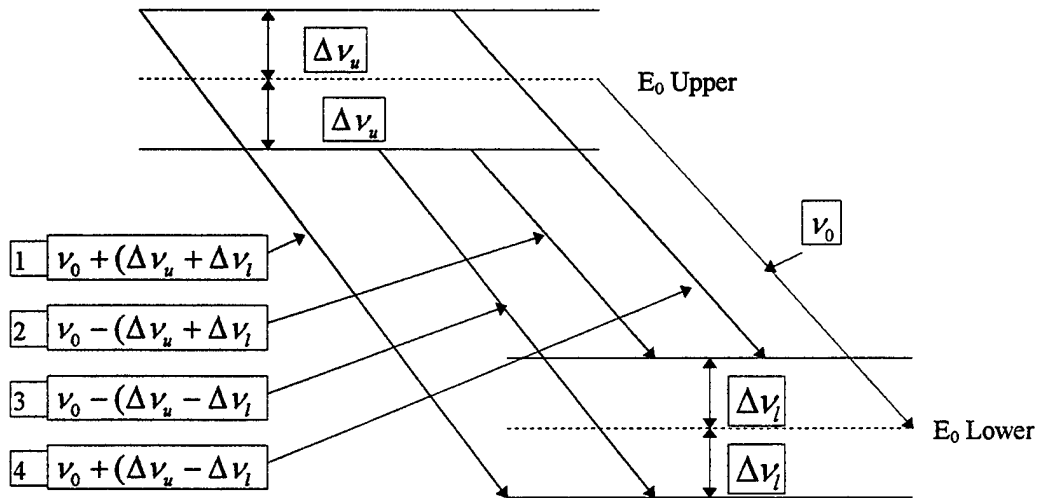 Δν_u
E₀ Upper
Δν_u
ν₀
1 ν₀ + (Δν_u + Δν_l
2 ν₀ − (Δν_u + Δν_l
3 ν₀ − (Δν_u − Δν_l
4 ν₀ + (Δν_u − Δν_l
Δν_l
E₀ Lower
Δν_l